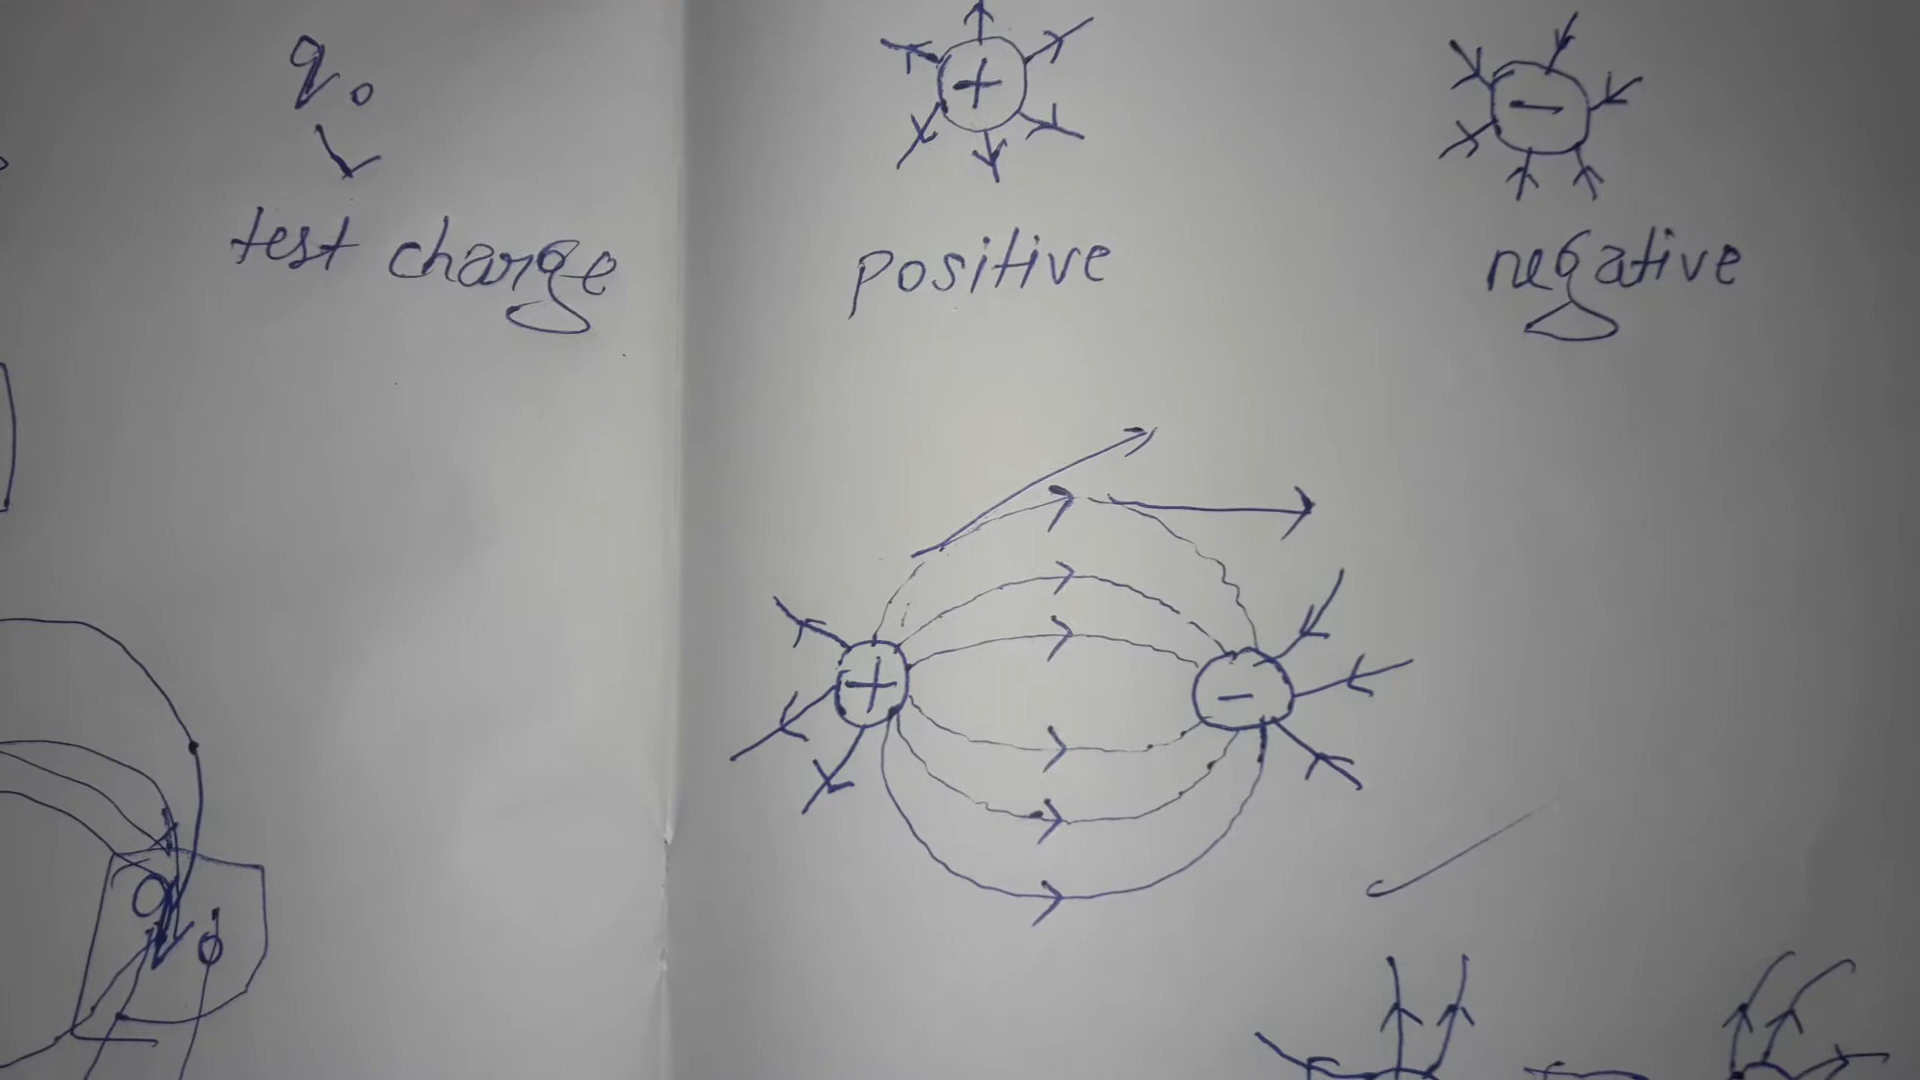 q₀
test charge
+
positive
−
negative
+
-